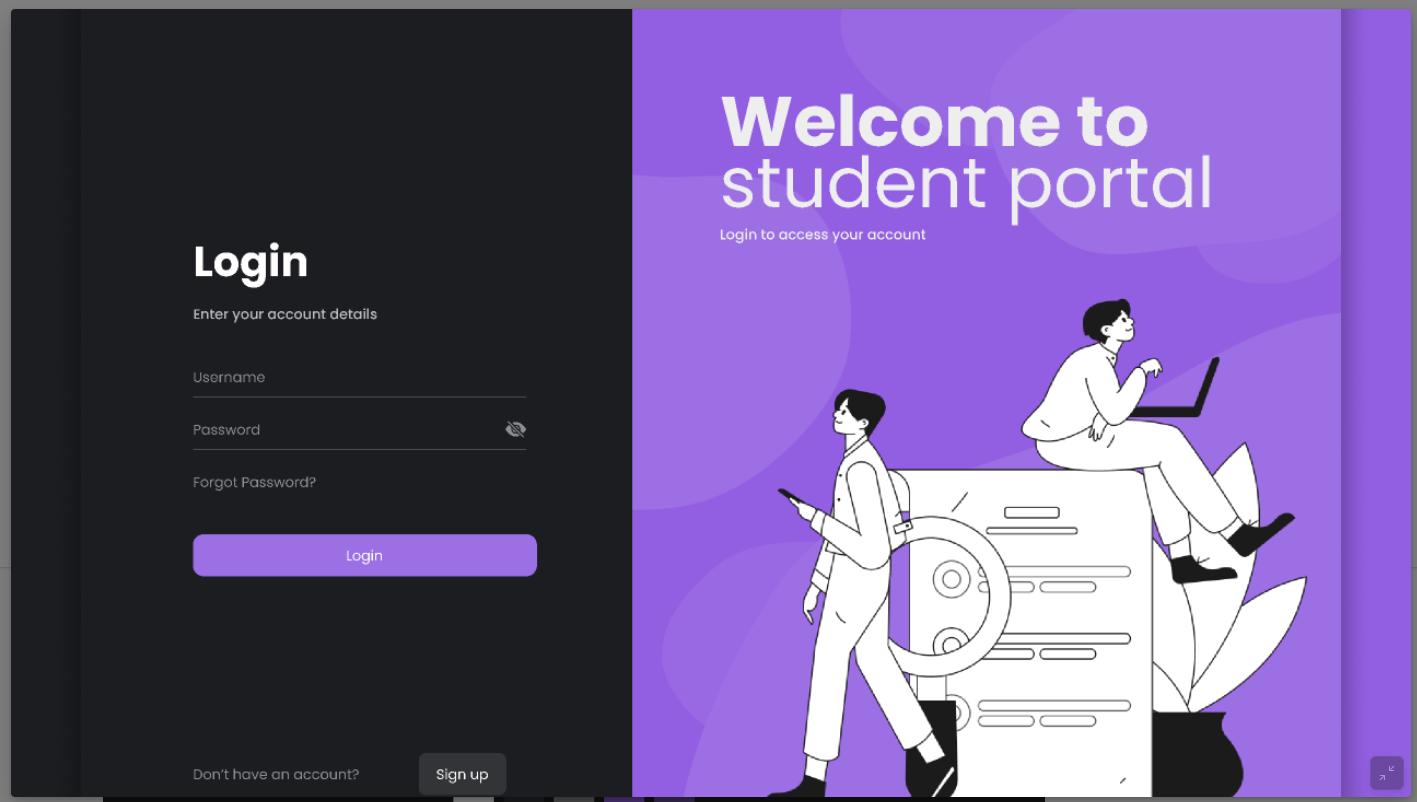 Login
Enter your account details
Username
Password
Forgot Password?
Login
Don’t have an account?
Sign up
Welcome to
student portal
Login to access your account